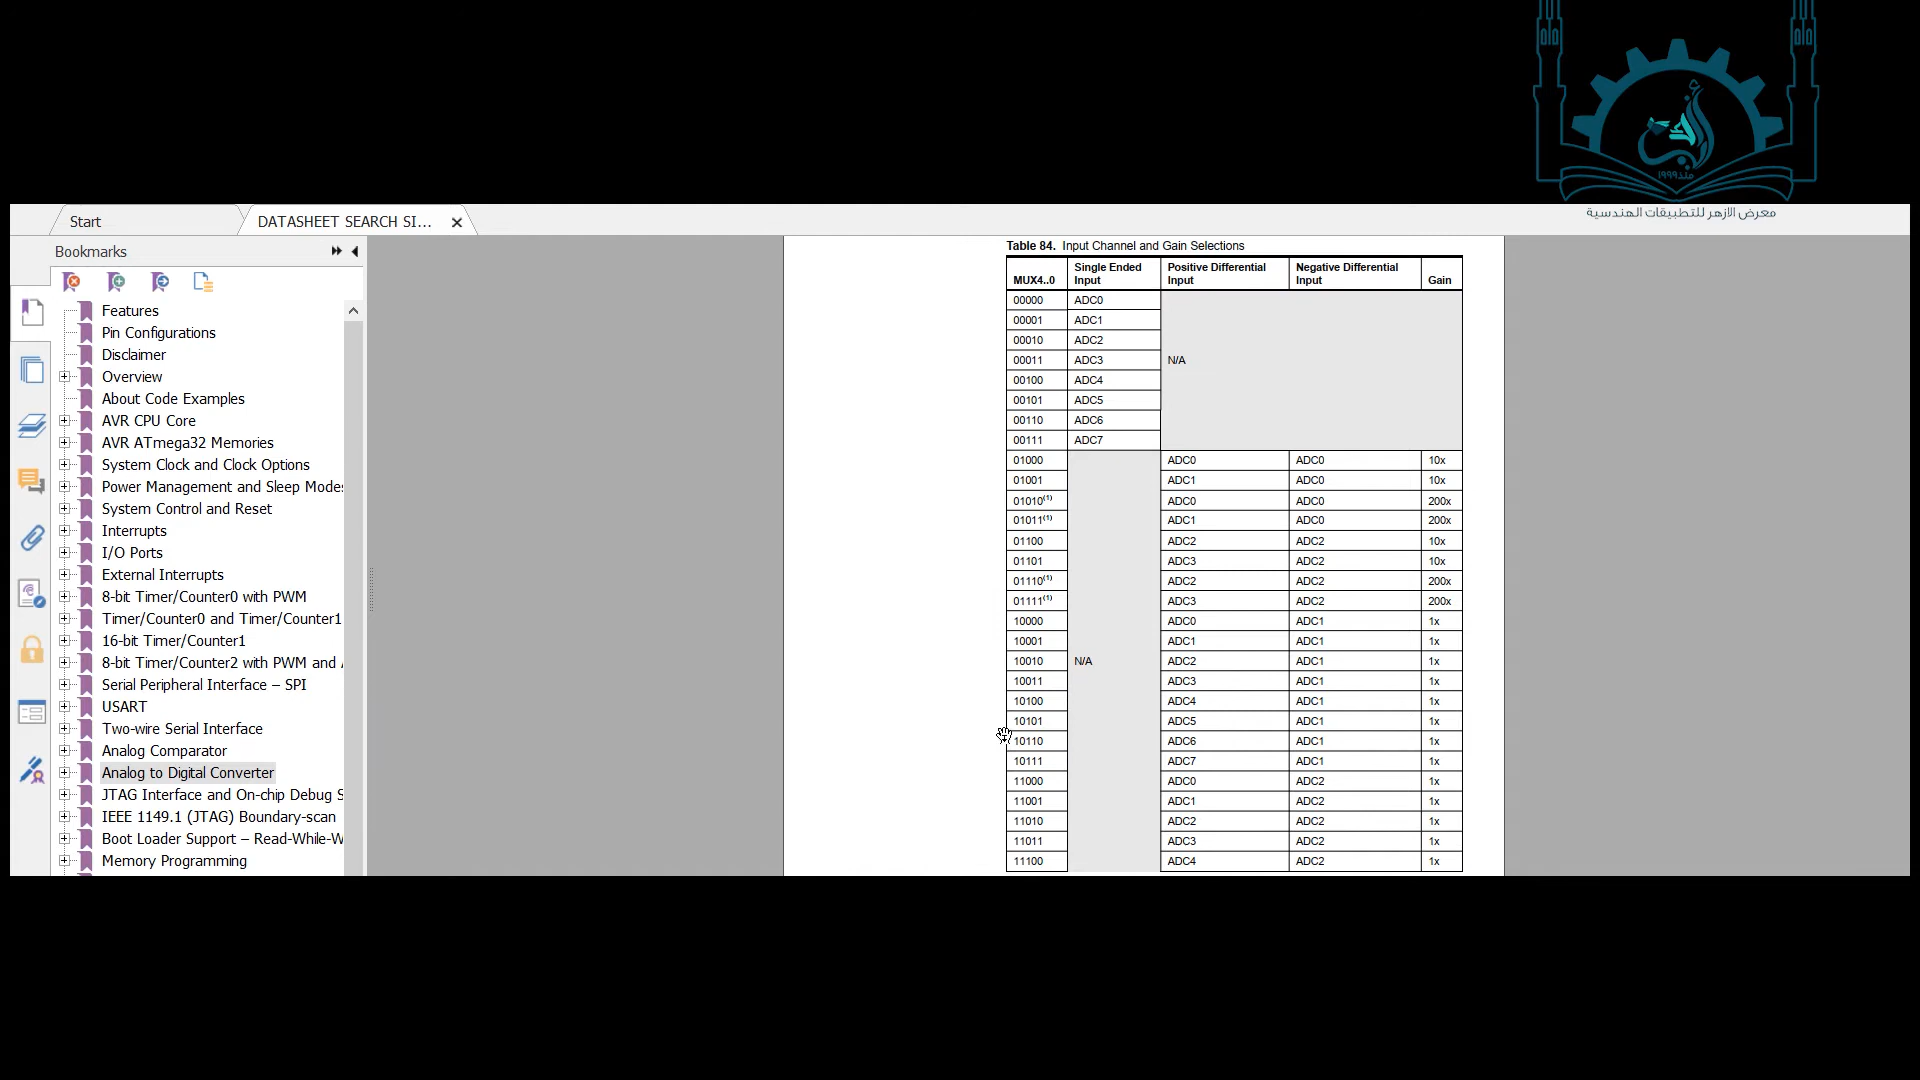 منذ ١٩٩٩
معرض الازهر للتطبيقات الهندسية
Start
DATASHEET SEARCH SI...
Bookmarks
Features
Pin Configurations
Disclaimer
Overview
About Code Examples
AVR CPU Core
AVR ATmega32 Memories
System Clock and Clock Options
Power Management and Sleep Modes
System Control and Reset
Interrupts
I/O Ports
External Interrupts
8-bit Timer/Counter0 with PWM
Timer/Counter0 and Timer/Counter1
16-bit Timer/Counter1
8-bit Timer/Counter2 with PWM and
Serial Peripheral Interface – SPI
USART
Two-wire Serial Interface
Analog Comparator
Analog to Digital Converter
JTAG Interface and On-chip Debug S
IEEE 1149.1 (JTAG) Boundary-scan
Boot Loader Support – Read-While-W
Memory Programming
Table 84. Input Channel and Gain Selections
MUX4..0 Single Ended Input Positive Differential Input Negative Differential Input Gain
00000 ADC0
00001 ADC1
00010 ADC2
00011 ADC3 N/A
00100 ADC4
00101 ADC5
00110 ADC6
00111 ADC7
01000 ADC0 ADC0 10x
01001 ADC1 ADC0 10x
01010(1) ADC0 ADC0 200x
01011(1) ADC1 ADC0 200x
01100 ADC2 ADC2 10x
01101 ADC3 ADC2 10x
01110(1) ADC2 ADC2 200x
01111(1) ADC3 ADC2 200x
10000 ADC0 ADC1 1x
10001 ADC1 ADC1 1x
10010 N/A ADC2 ADC1 1x
10011 ADC3 ADC1 1x
10100 ADC4 ADC1 1x
10101 ADC5 ADC1 1x
10110 ADC6 ADC1 1x
10111 ADC7 ADC1 1x
11000 ADC0 ADC2 1x
11001 ADC1 ADC2 1x
11010 ADC2 ADC2 1x
11011 ADC3 ADC2 1x
11100 ADC4 ADC2 1x